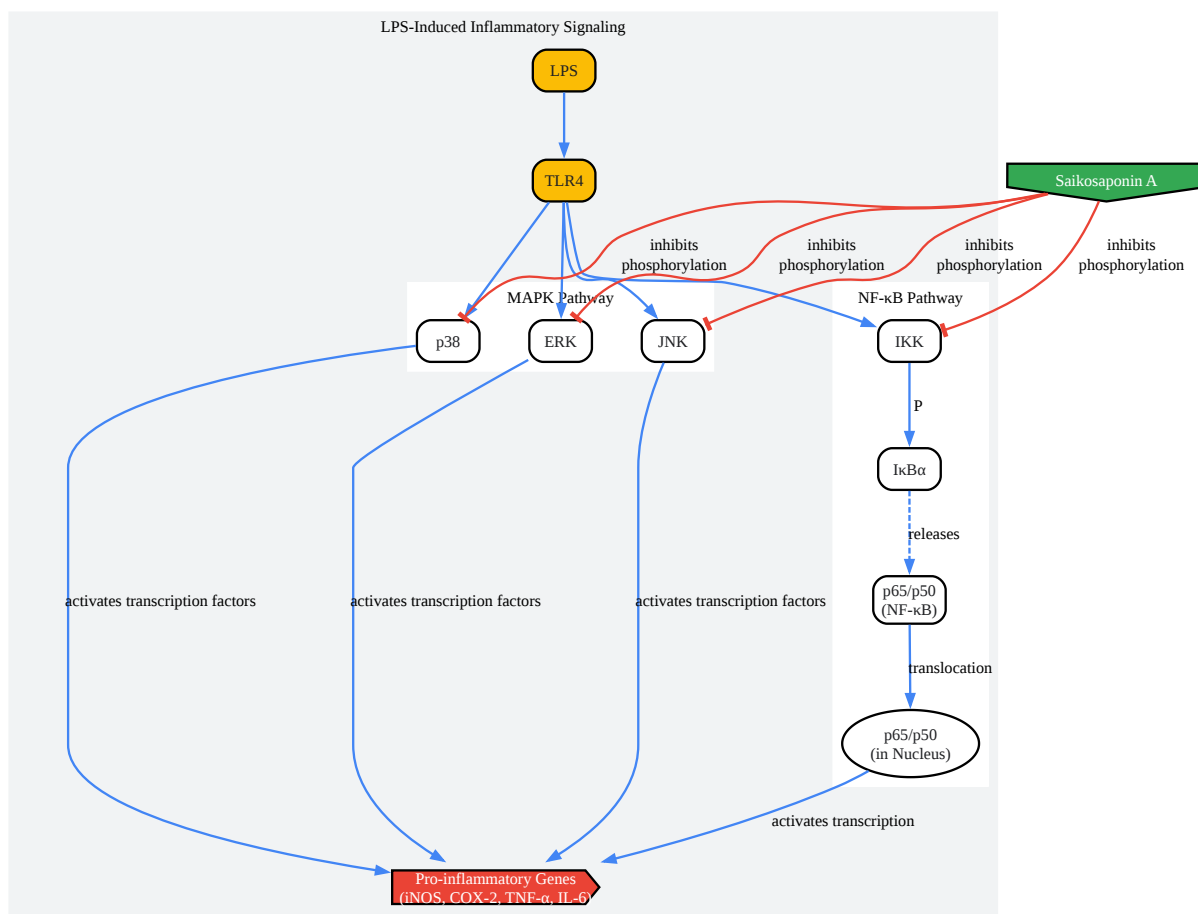 LPS-Induced Inflammatory Signaling
LPS
TLR4
Saikosaponin A
inhibits
phosphorylation
inhibits
phosphorylation
inhibits
phosphorylation
inhibits
phosphorylation
MAPK Pathway
NF-κB Pathway
p38
ERK
JNK
IKK
P
IκBα
releases
p65/p50
(NF-κB)
activates transcription factors
activates transcription factors
activates transcription factors
translocation
p65/p50
(in Nucleus)
activates transcription
Pro-inflammatory Genes
(iNOS, COX-2, TNF-α, IL-6)